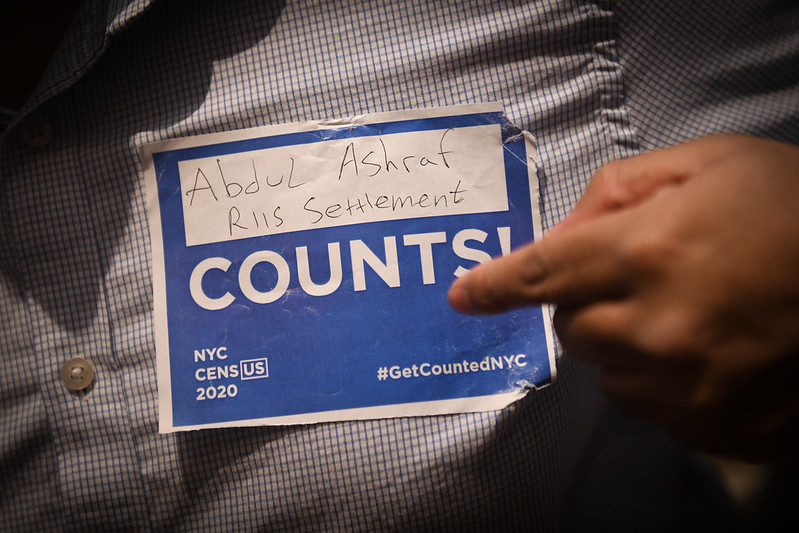 Abdul Ashraf
RIIS Settlement
COUNTS!
NYC
CENSUS
2020
#GetCountedNYC